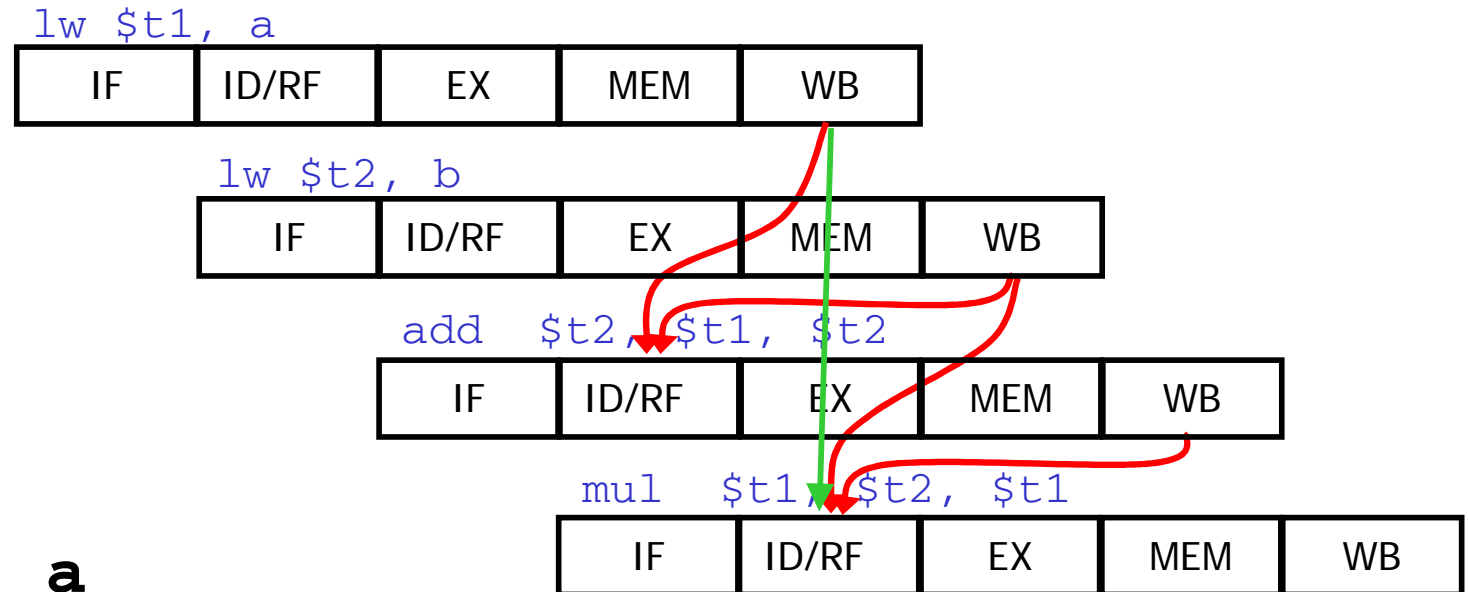 lw $t1, a
IF ID/RF EX MEM WB
lw $t2, b
IF ID/RF EX MEM WB
add $t2, $t1, $t2
IF ID/RF EX MEM WB
mul $t1, $t2, $t1
IF ID/RF EX MEM WB
a